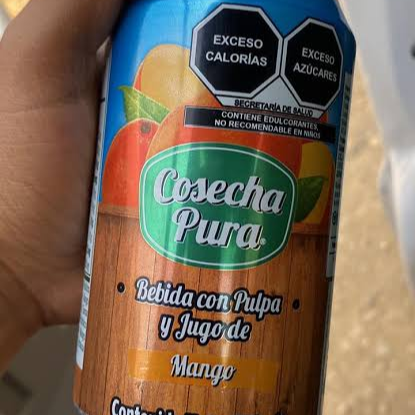 EXCESO
CALORÍAS
EXCESO
AZÚCARES
SECRETARÍA DE SALUD
CONTIENE EDULCORANTES,
NO RECOMENDABLE EN NIÑOS
Cosecha
Pura®
• Bebida con Pulpa •
y Jugo de
Mango